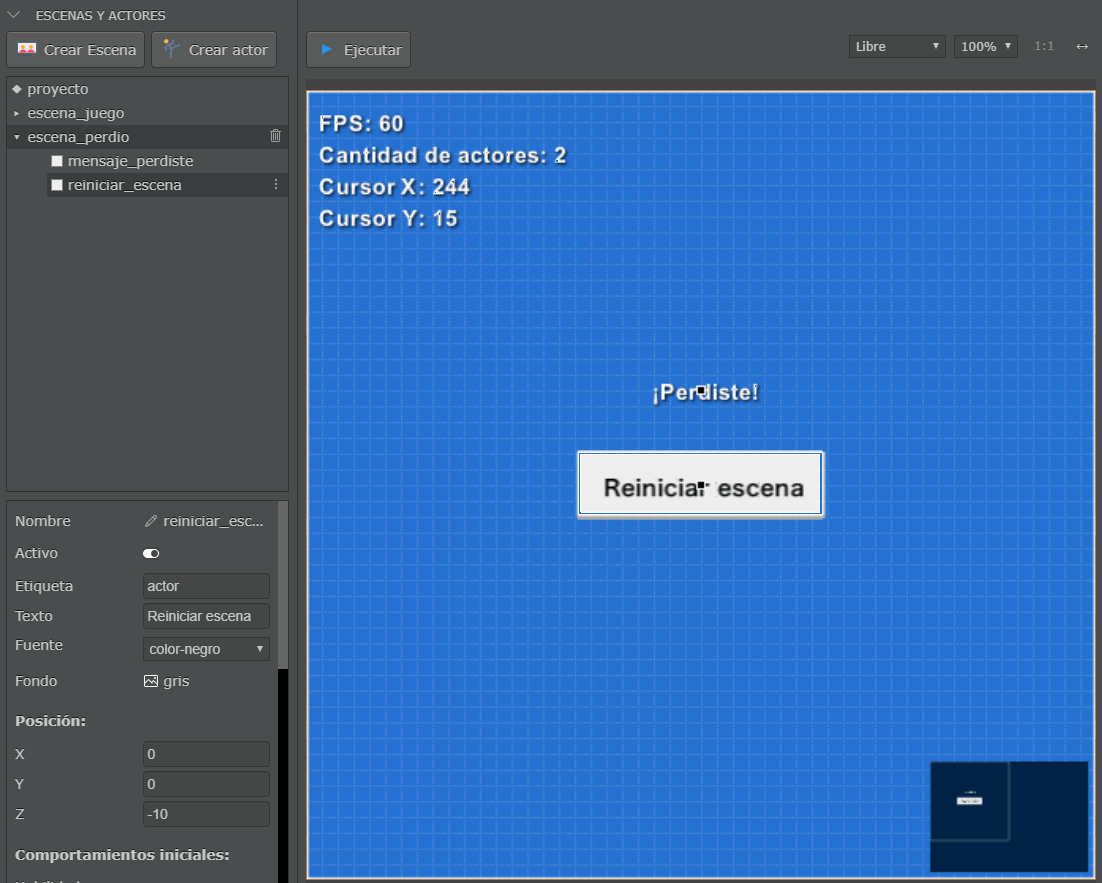 ESCENAS Y ACTORES
Crear Escena
Crear actor
Ejecutar
Libre
100%
1:1
proyecto
escena_juego
escena_perdio
mensaje_perdiste
reiniciar_escena
FPS: 60
Cantidad de actores: 2
Cursor X: 244
Cursor Y: 15
¡Perdiste!
Reiniciar escena
Nombre
reiniciar_esc...
Activo
Etiqueta
actor
Texto
Reiniciar escena
Fuente
color-negro
Fondo
gris
Posición:
X
0
Y
0
Z
-10
Comportamientos iniciales: